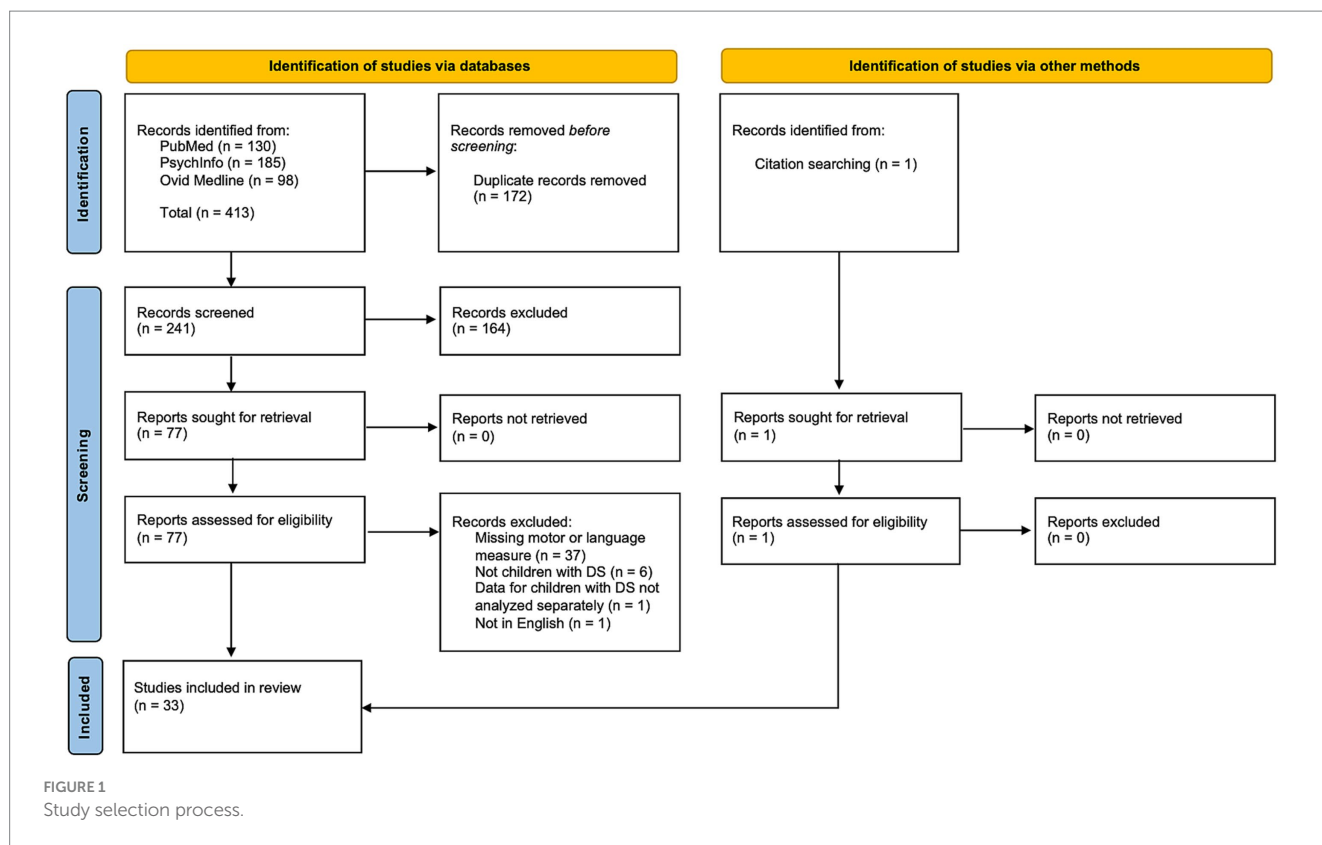 Identification of studies via databases
Identification of studies via other methods
Identification
Records identified from:
PubMed (n = 130)
PsychInfo (n = 185)
Ovid Medline (n = 98)
Total (n = 413)
Records removed before
screening:
Duplicate records removed
(n = 172)
Records identified from:
Citation searching (n = 1)
Screening
Records screened
(n = 241)
Records excluded
(n = 164)
Reports sought for retrieval
(n = 77)
Reports not retrieved
(n = 0)
Reports sought for retrieval
(n = 1)
Reports not retrieved
(n = 0)
Reports assessed for eligibility
(n = 77)
Records excluded:
Missing motor or language
measure (n = 37)
Not children with DS (n = 6)
Data for children with DS not
analyzed separately (n = 1)
Not in English (n = 1)
Reports assessed for eligibility
(n = 1)
Reports excluded
(n = 0)
Included
Studies included in review
(n = 33)
FIGURE 1
Study selection process.